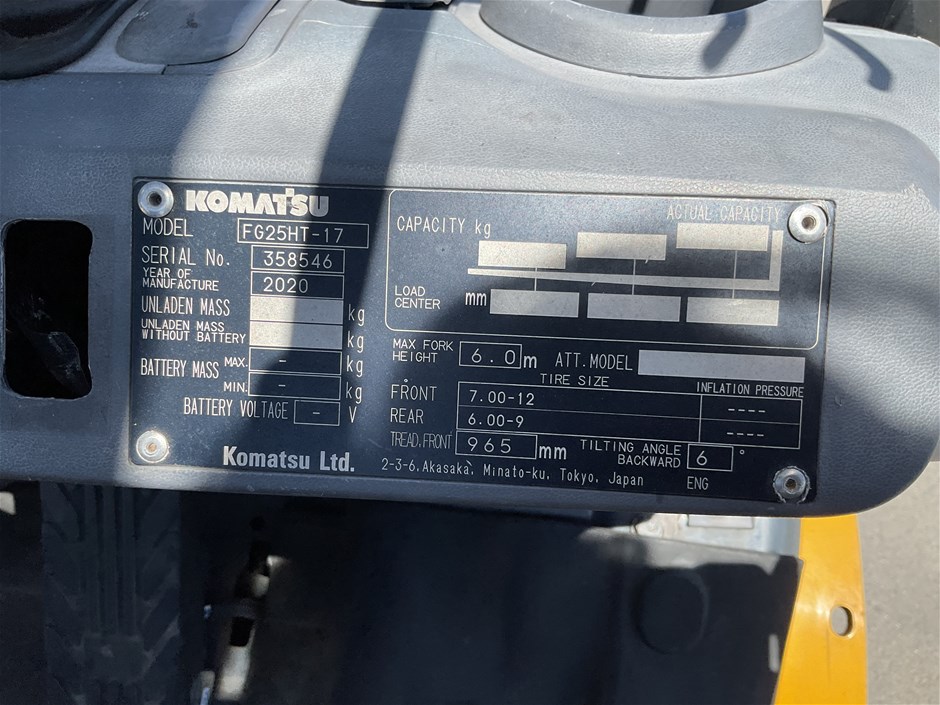 KOMATSU
MODEL FG25HT-17
SERIAL No. 358546
YEAR OF MANUFACTURE 2020
UNLADEN MASS kg
UNLADEN MASS WITHOUT BATTERY kg
BATTERY MASS MAX. - kg
MIN. - kg
BATTERY VOLTAGE - V
Komatsu Ltd.
ACTUAL CAPACITY
CAPACITY kg
LOAD CENTER mm
MAX FORK HEIGHT 6.0 m ATT.MODEL
TIRE SIZE INFLATION PRESSURE
FRONT 7.00-12 ----
REAR 6.00-9 ----
TREAD.FRONT 965 mm TILTING ANGLE BACKWARD 6 °
2-3-6, Akasaka, Minato-ku, Tokyo, Japan ENG